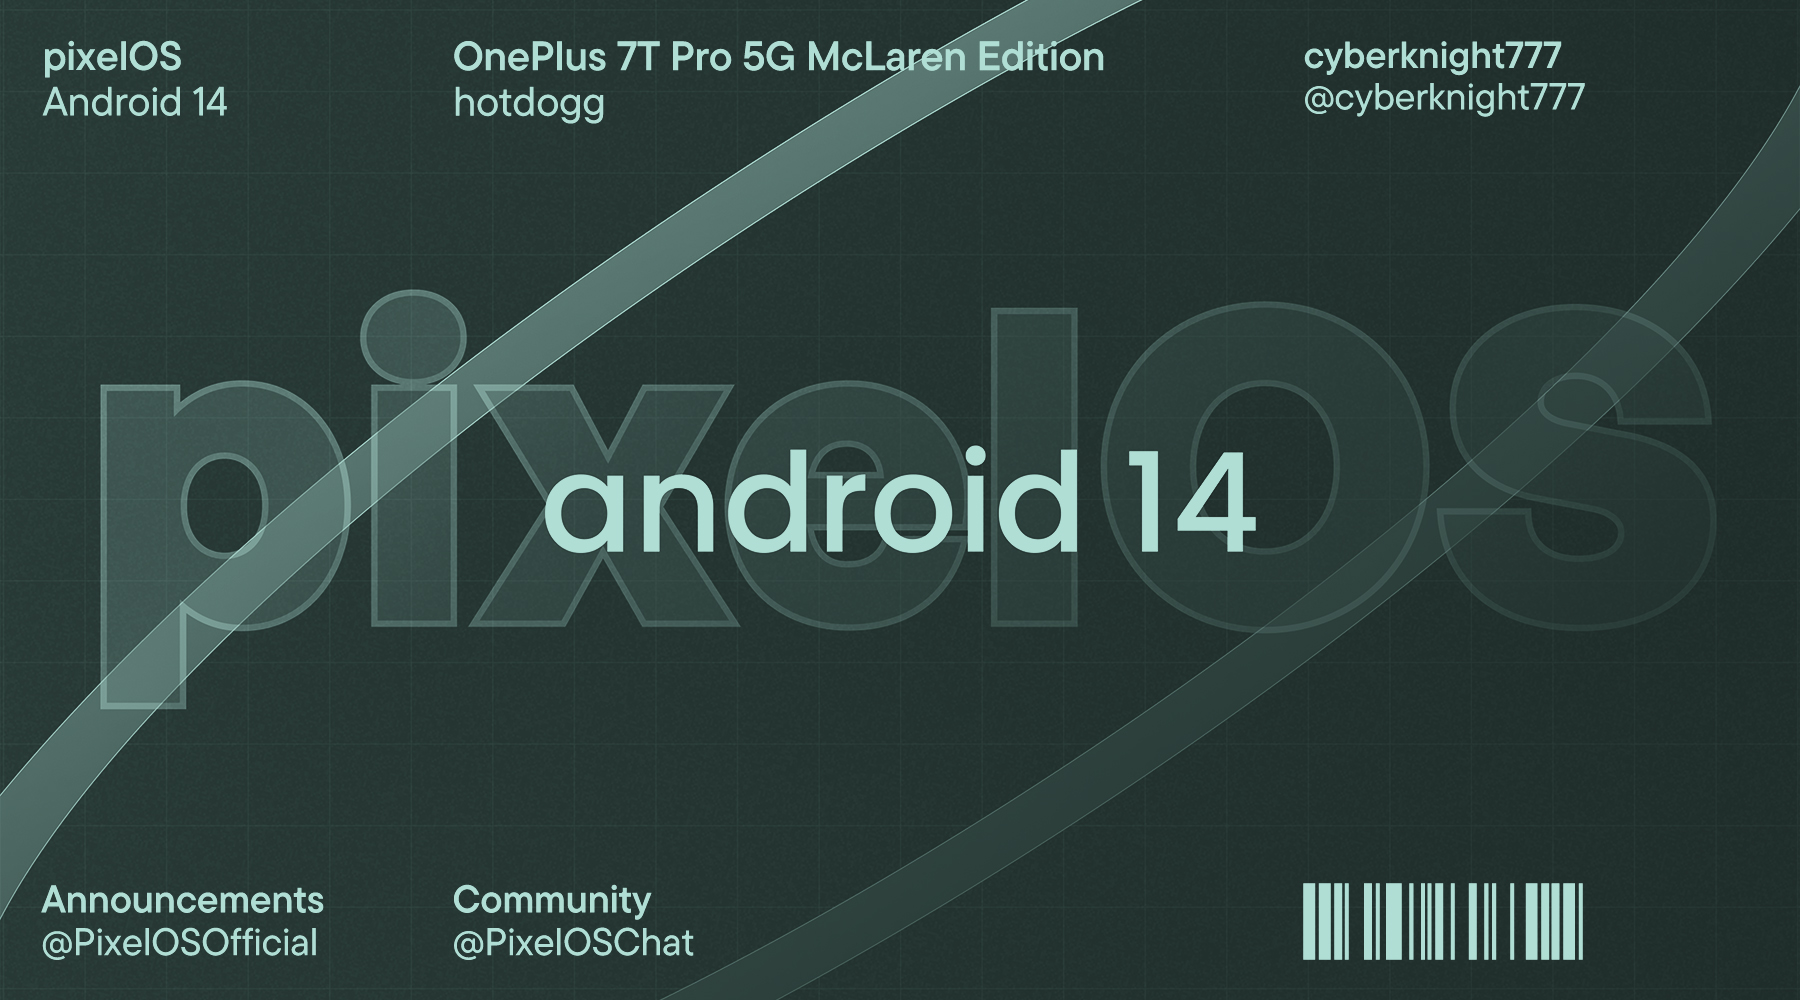 pixelOS
Android 14
OnePlus 7T Pro 5G McLaren Edition
hotdogg
cyberknight777
@cyberknight777
pixelOS
android 14
Announcements
@PixelOSOfficial
Community
@PixelOSChat